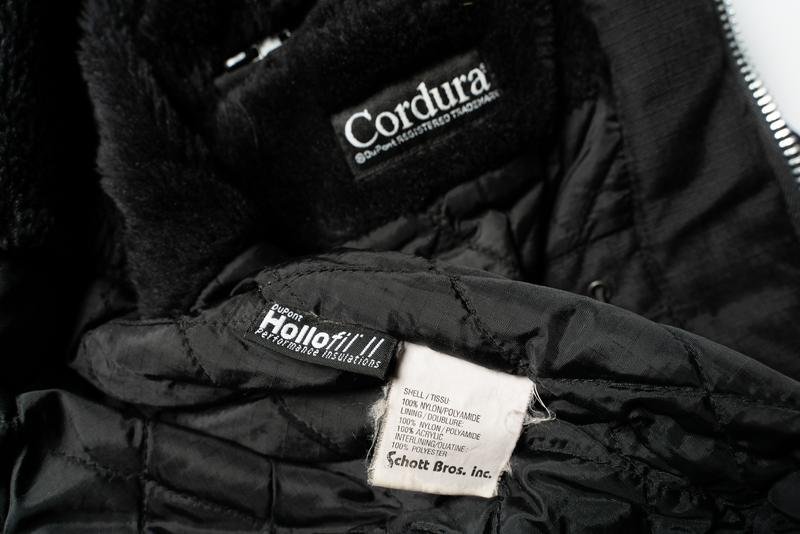 Cordura®
®DuPont REGISTERED TRADEMARK
DuPont
Hollofil® II
Performance Insulations
SHELL / TISSU:
100% NYLON/POLYAMIDE
LINING / DOUBLURE:
100% NYLON / POLYAMIDE
100% ACRYLIC
INTERLINING/OUATINE:
100% POLYESTER
Schott Bros. inc.